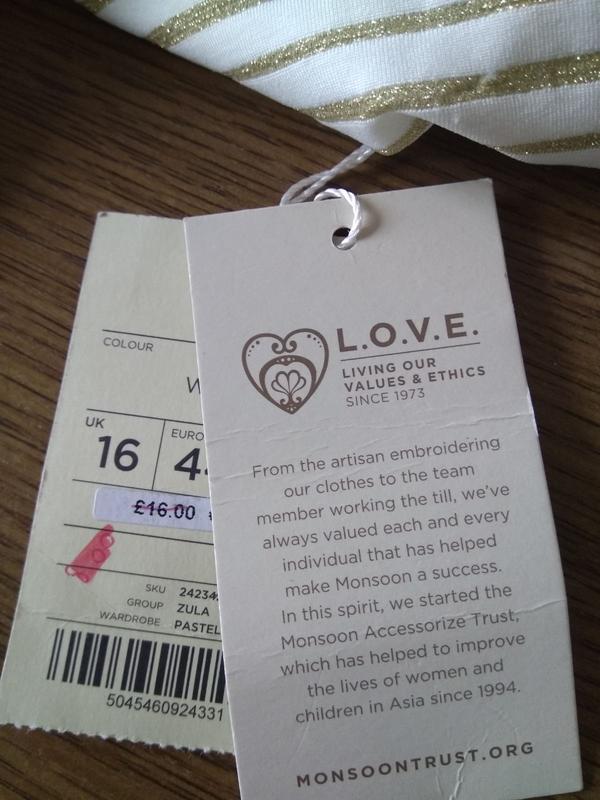 COLOUR
W
UK
16
EURO
4
£16.00
SKU 24234
GROUP ZULA
WARDROBE PASTEL
5045460924331
L.O.V.E.
LIVING OUR
VALUES & ETHICS
SINCE 1973
From the artisan embroidering
our clothes to the team
member working the till, we've
always valued each and every
individual that has helped
make Monsoon a success.
In this spirit, we started the
Monsoon Accessorize Trust,
which has helped to improve
the lives of women and
children in Asia since 1994.
MONSOONTRUST.ORG